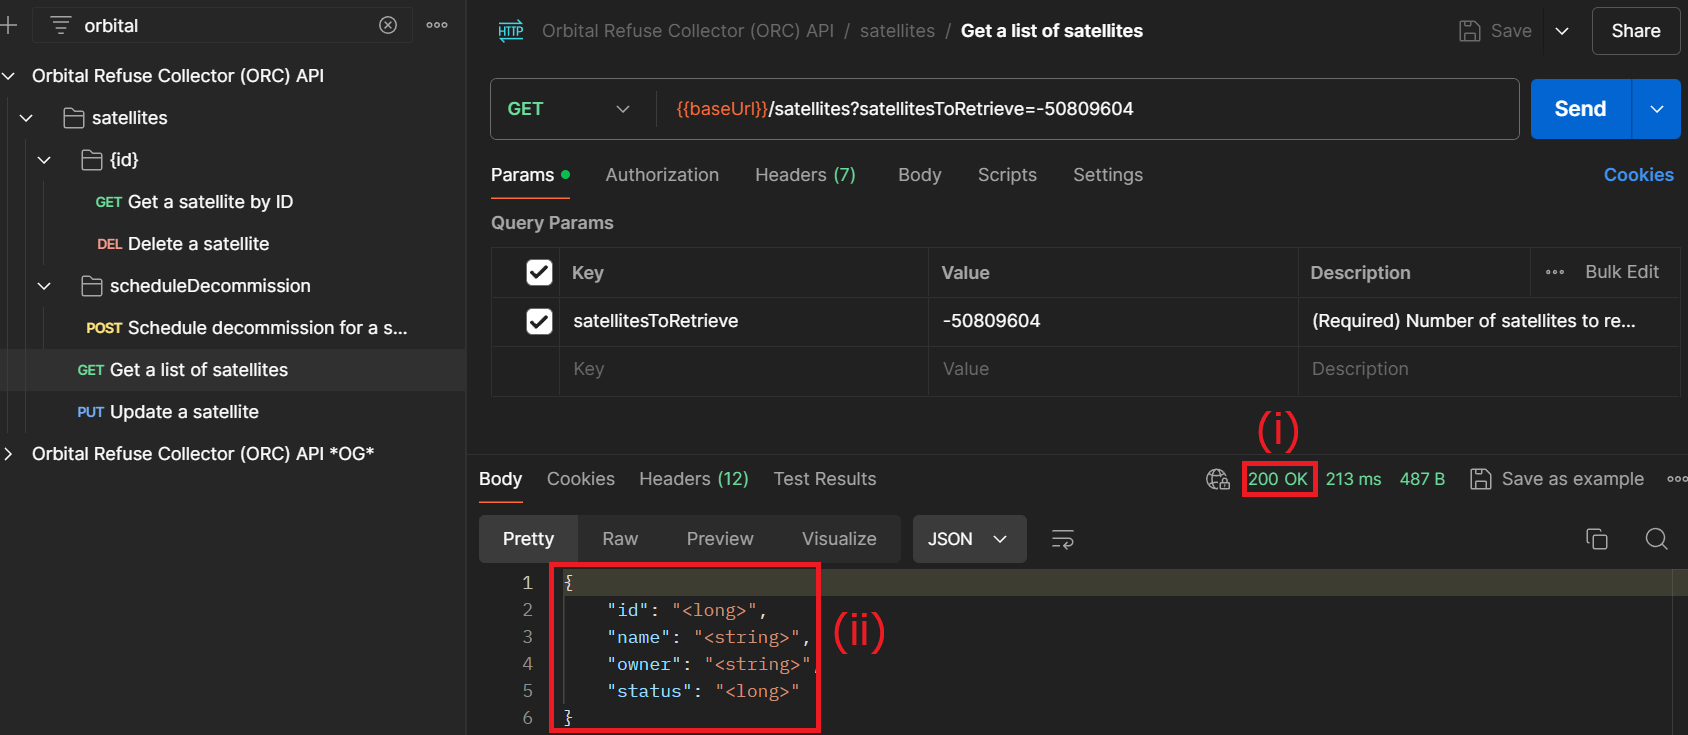 orbital
Orbital Refuse Collector (ORC) API
satellites
{id}
GET Get a satellite by ID
DEL Delete a satellite
scheduleDecommission
POST Schedule decommission for a s...
GET Get a list of satellites
PUT Update a satellite
Orbital Refuse Collector (ORC) API *OG*
HTTP Orbital Refuse Collector (ORC) API / satellites / Get a list of satellites
Save
Share
GET {{baseUrl}}/satellites?satellitesToRetrieve=-50809604
Send
Params Authorization Headers (7) Body Scripts Settings Cookies
Query Params
Key Value Description Bulk Edit
satellitesToRetrieve -50809604 (Required) Number of satellites to re...
Key Value Description
(i)
Body Cookies Headers (12) Test Results 200 OK 213 ms 487 B Save as example
Pretty Raw Preview Visualize JSON
1 {
2 "id": "<long>",
3 "name": "<string>",
4 "owner": "<string>",
5 "status": "<long>"
6 }
(ii)